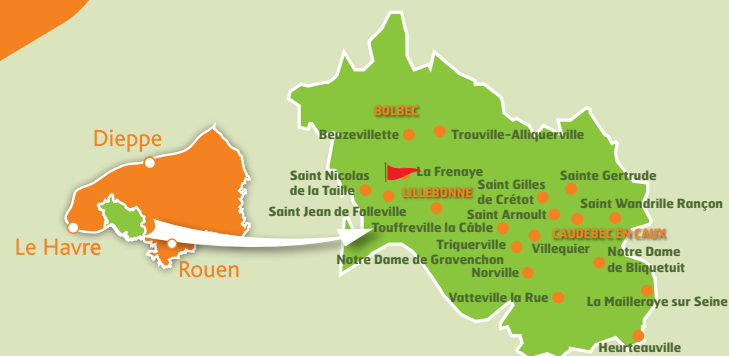 BOLBEC
Beuzevillette
Trouville-Alliquerville
Dieppe
La Frenaye
Saint Nicolas
de la Taille
Sainte Gertrude
LILLEBONNE
Saint Gilles
de Crétot
Saint Wandrille Rançon
Saint Jean de Folleville
Saint Arnoult
Touffreville la Câble
CAUDEBEC EN CAUX
Le Havre
Triquerville
Villequier
Notre Dame
de Bliquetuit
Notre Dame de Gravenchon
Rouen
Norville
Vatteville la Rue
La Mailleraye sur Seine
Heurteauville